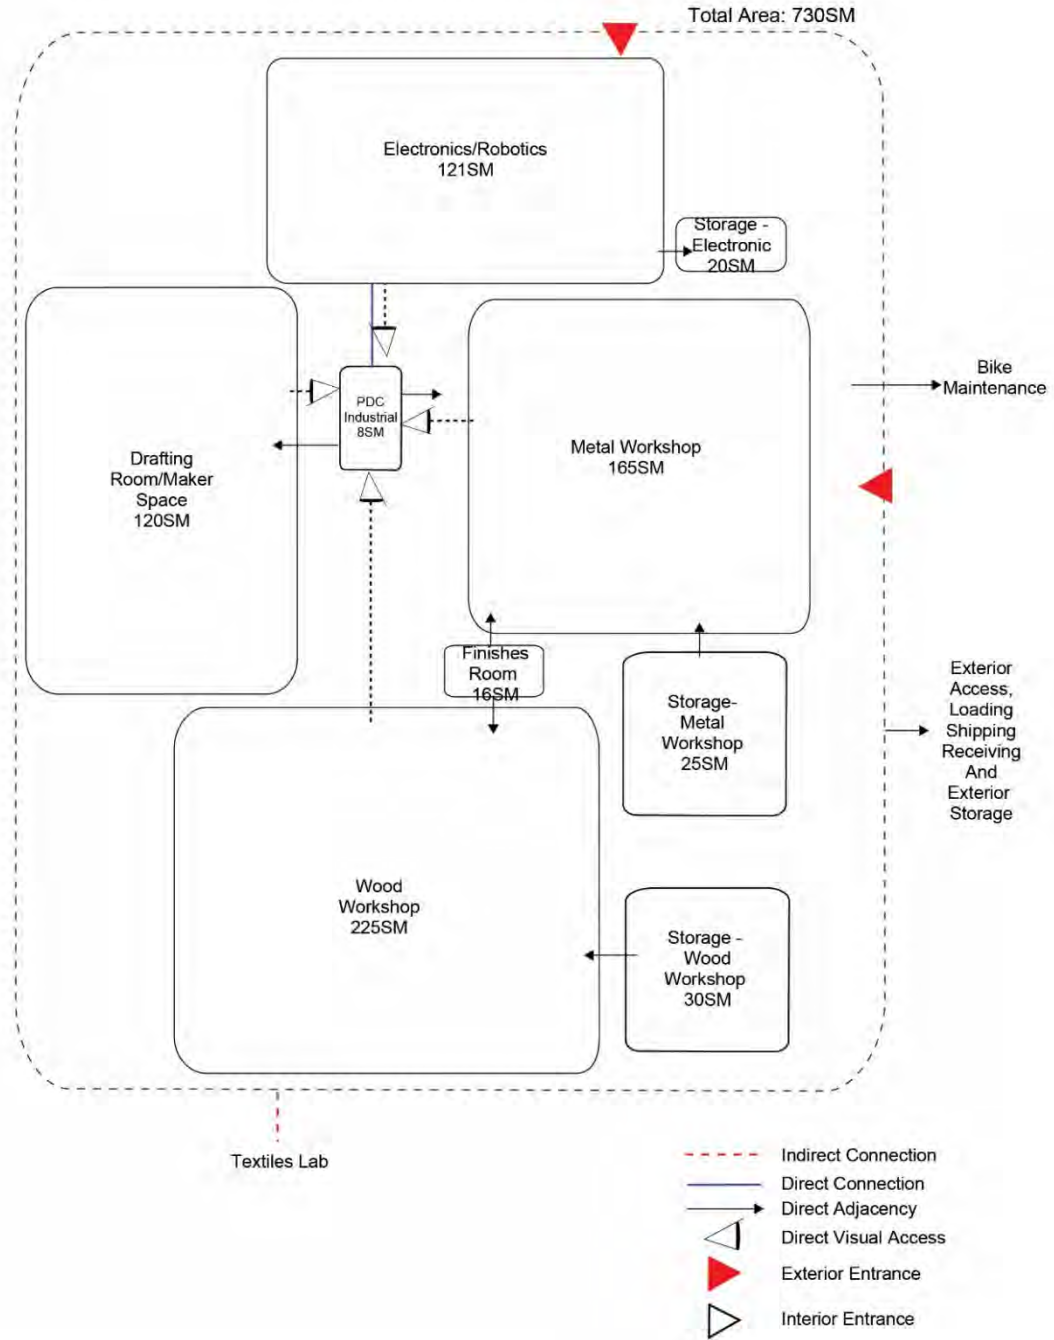 Total Area: 730SM
Electronics/Robotics
121SM
Storage -
Electronic
20SM
PDC
Industrial
8SM
Bike
Maintenance
Metal Workshop
165SM
Drafting
Room/Maker
Space
120SM
Finishes
Room
16SM
Storage-
Metal
Workshop
25SM
Exterior
Access,
Loading
Shipping
Receiving
And
Exterior
Storage
Wood
Workshop
225SM
Storage -
Wood
Workshop
30SM
Textiles Lab
Indirect Connection
Direct Connection
Direct Adjacency
Direct Visual Access
Exterior Entrance
Interior Entrance